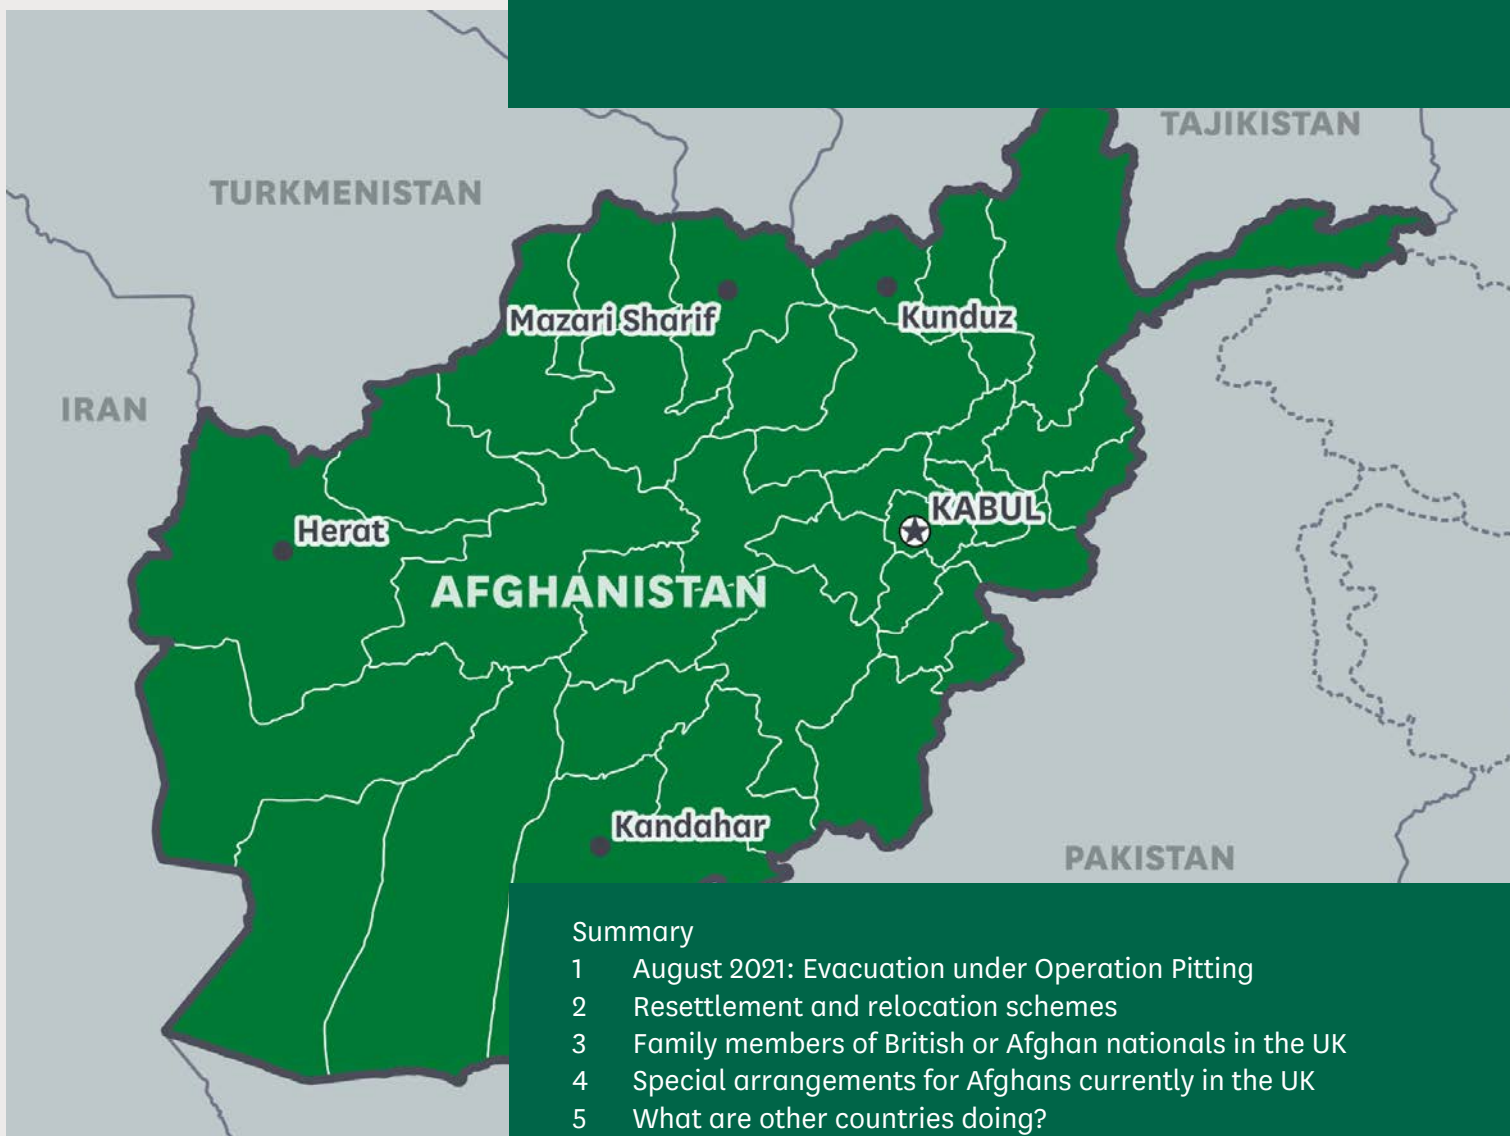 TAJIKISTAN
TURKMENISTAN
Mazari Sharif
Kunduz
IRAN
KABUL
Herat
AFGHANISTAN
Kandahar
PAKISTAN
Summary
1 August 2021: Evacuation under Operation Pitting
2 Resettlement and relocation schemes
3 Family members of British or Afghan nationals in the UK
4 Special arrangements for Afghans currently in the UK
5 What are other countries doing?